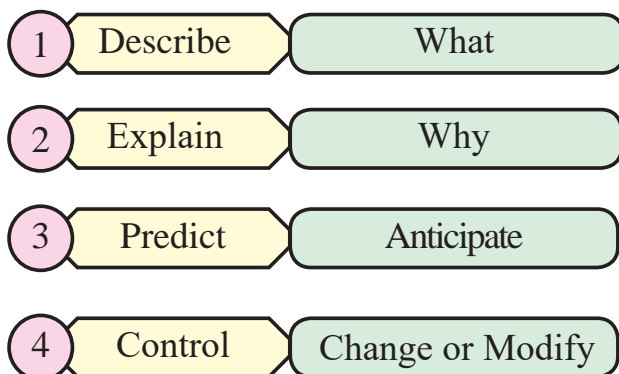 1 Describe What
2 Explain Why
3 Predict Anticipate
4 Control Change or Modify